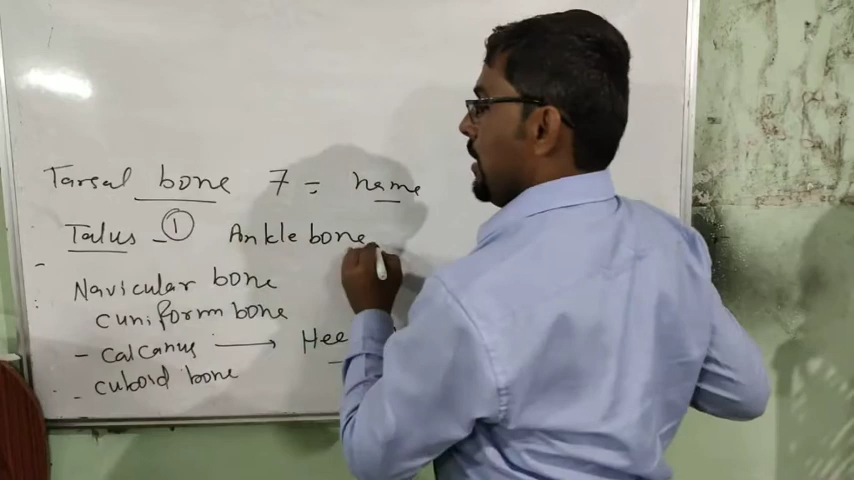 Tarsal bone 7 = name
Talus - ① Ankle bone
Navicular bone
cuniform bone
- calcanus → Hee
- cuboid bone